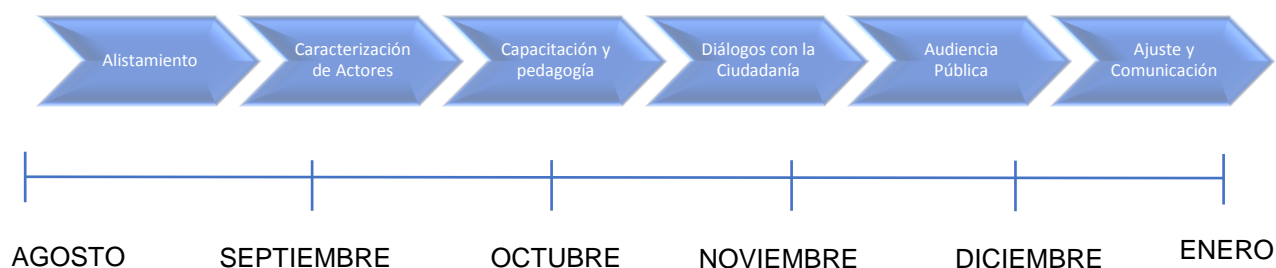 Alistamiento
Caracterización
de Actores
Capacitación y
pedagogía
Diálogos con la
Ciudadanía
Audiencia
Pública
Ajuste y
Comunicación
AGOSTO
SEPTIEMBRE
OCTUBRE
NOVIEMBRE
DICIEMBRE
ENERO